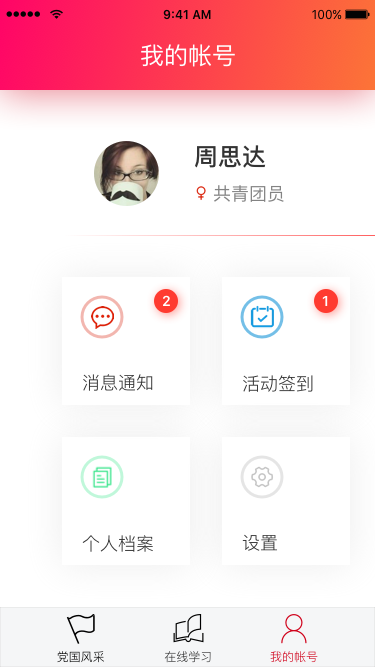 9:41 AM
100%
我的帐号
周思达
共青团员
2
1
消息通知
活动签到
个人档案
设置
党国风采
在线学习
我的帐号